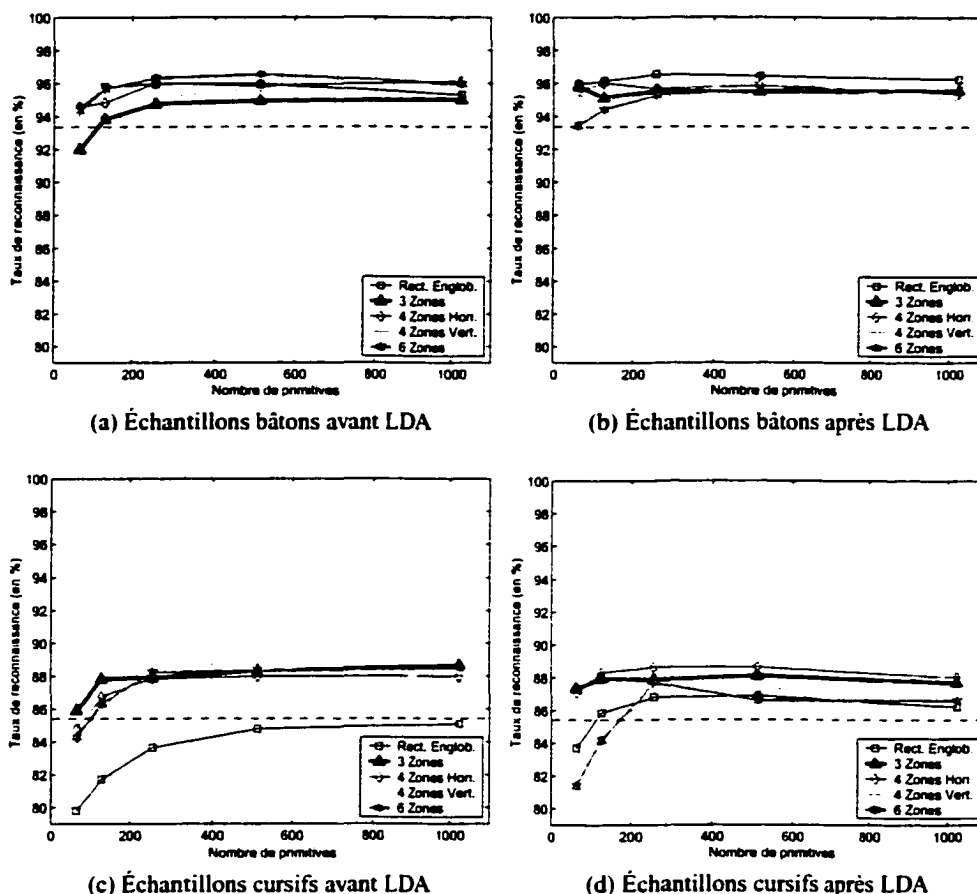 100
98
96
94
92
90
88
86
84
82
80
Taux de reconnaissance (en %)
0 200 400 600 800 1000
Nombre de primitives
Rect. Englob.
3 Zones
4 Zones Hori.
4 Zones Vert.
6 Zones
(a) Échantillons bâtons avant LDA
100
98
96
94
92
90
88
86
84
82
80
Taux de reconnaissance (en %)
0 200 400 600 800 1000
Nombre de primitives
Rect. Englob.
3 Zones
4 Zones Hori.
4 Zones Vert.
6 Zones
(b) Échantillons bâtons après LDA
100
98
96
94
92
90
88
86
84
82
80
Taux de reconnaissance (en %)
0 200 400 600 800 1000
Nombre de primitives
Rect. Englob.
3 Zones
4 Zones Hori.
4 Zones Vert.
6 Zones
(c) Échantillons cursifs avant LDA
100
98
96
94
92
90
88
86
84
82
80
Taux de reconnaissance (en %)
0 200 400 600 800 1000
Nombre de primitives
Rect. Englob.
3 Zones
4 Zones Hori
4 Zones Vert.
6 Zones
(d) Échantillons cursifs après LDA